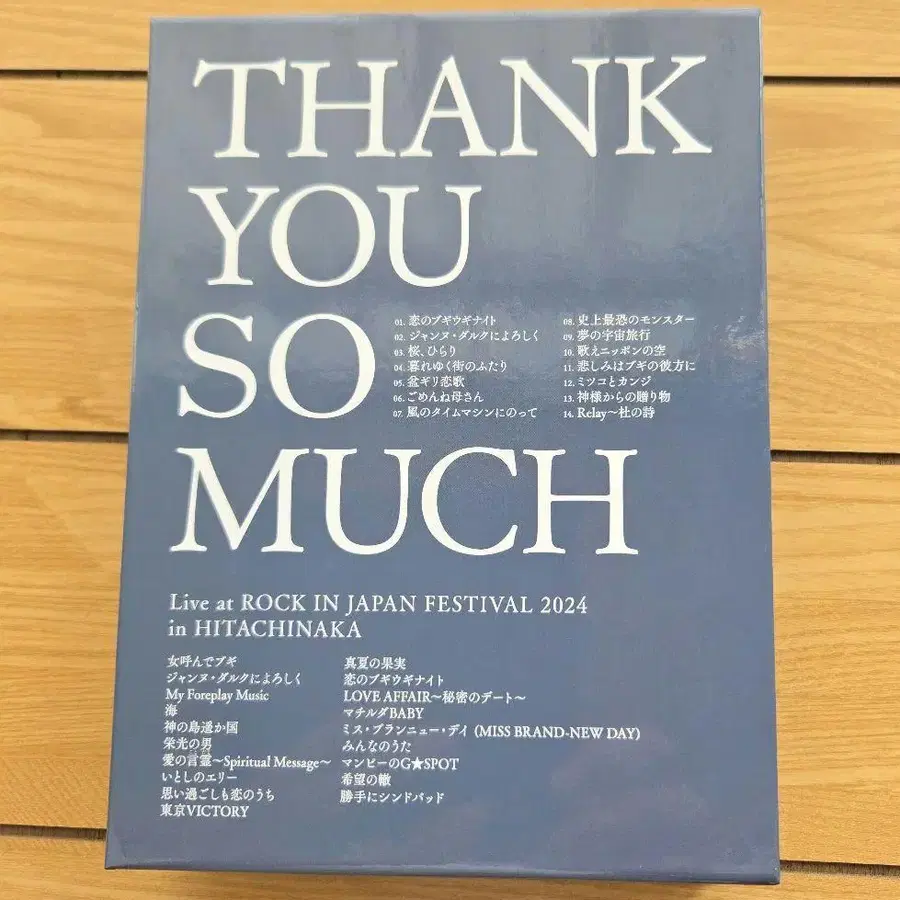 THANK
YOU
SO
MUCH
01. 恋のブギウギナイト
02. ジャンヌ・ダルクによろしく
03. 桜、ひらり
04. 暮れゆく街のふたり
05. 盆ギリ恋歌
06. ごめんね母さん
07. 風のタイムマシンにのって
08. 史上最恐のモンスター
09. 夢の宇宙旅行
10. 歌えニッポンの空
11. 悲しみはブギの彼方に
12. ミツコとカンジ
13. 神様からの贈り物
14. Relay〜杜の詩
Live at ROCK IN JAPAN FESTIVAL 2024
in HITACHINAKA
女呼んでブギ
ジャンヌ・ダルクによろしく
My Foreplay Music
海
神の島遥か国
栄光の男
愛の言霊〜Spiritual Message〜
いとしのエリー
思い過ごしも恋のうち
東京VICTORY
真夏の果実
恋のブギウギナイト
LOVE AFFAIR〜秘密のデート〜
マチルダBABY
ミス・ブランニュー・デイ (MISS BRAND-NEW DAY)
みんなのうた
マンピーのG★SPOT
希望の轍
勝手にシンドバッド